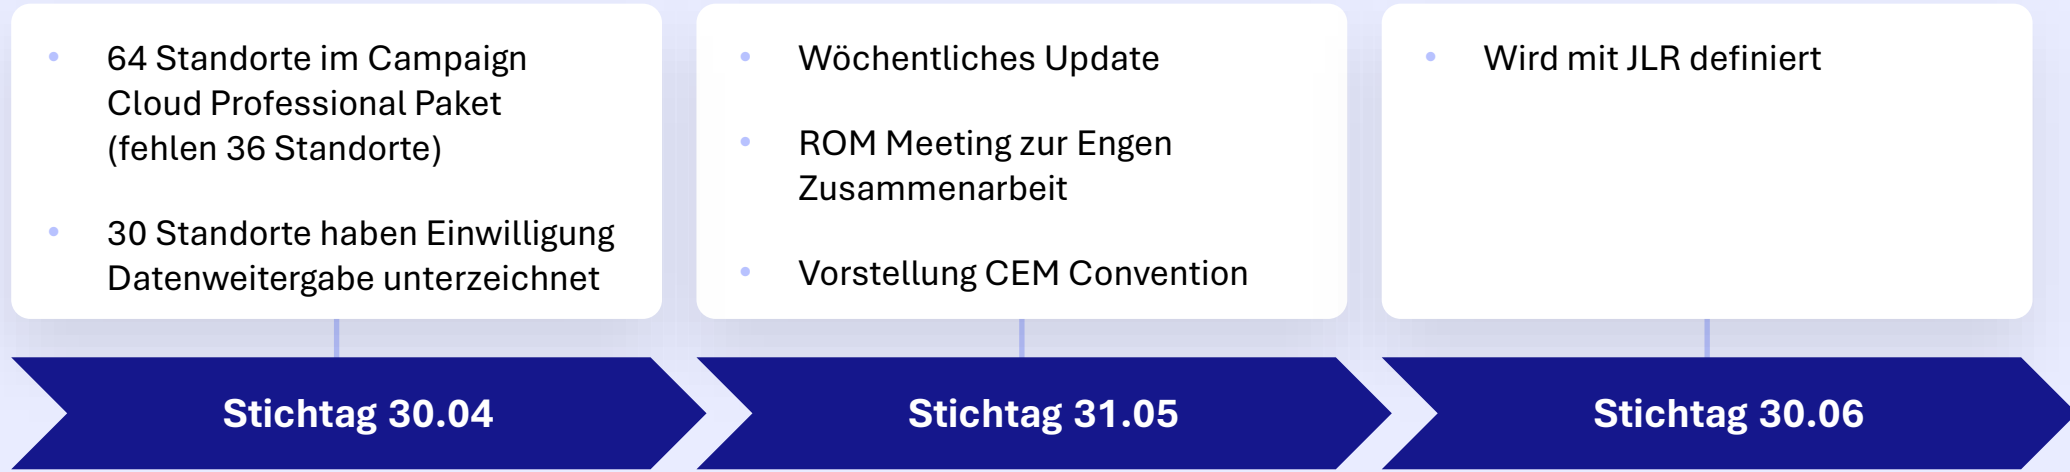 64 Standorte im Campaign
Cloud Professional Paket
(fehlen 36 Standorte)
30 Standorte haben Einwilligung
Datenweitergabe unterzeichnet
Wöchentliches Update
ROM Meeting zur Engen
Zusammenarbeit
Vorstellung CEM Convention
Wird mit JLR definiert
Stichtag 30.04
Stichtag 31.05
Stichtag 30.06